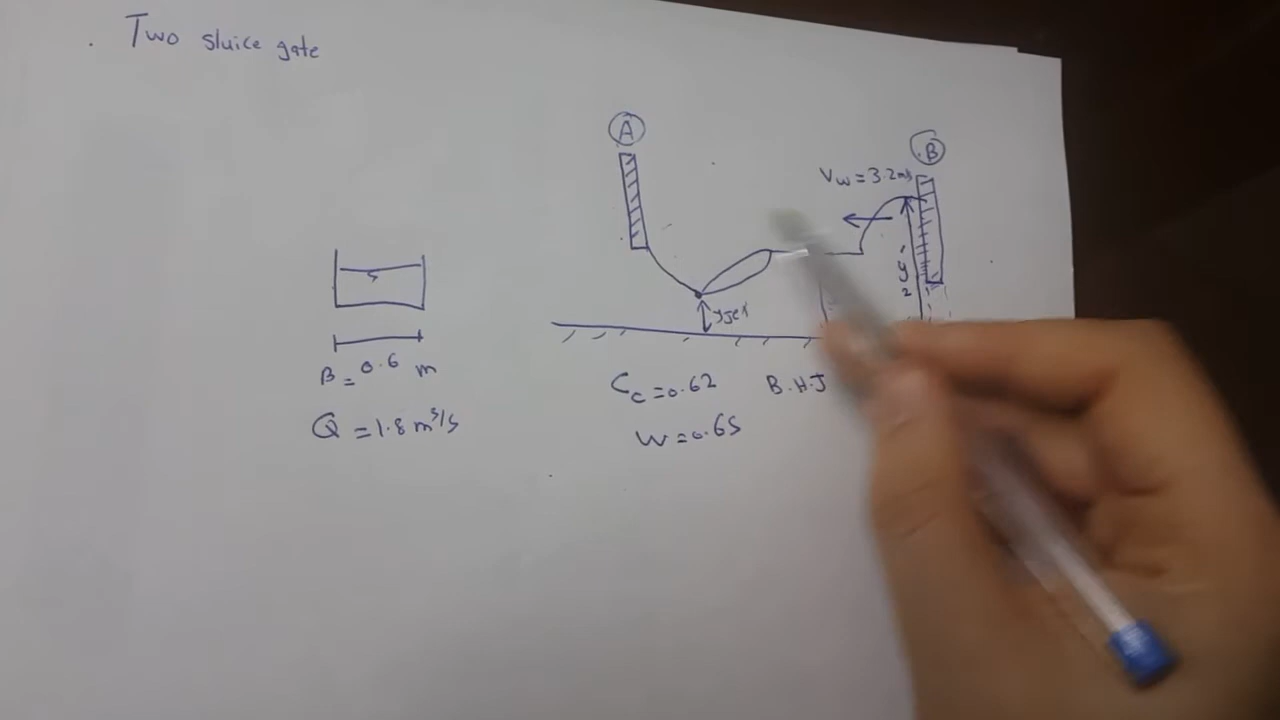 Two sluice gate
A
B
Vw = 3.2 m/s
y2
yJet
B = 0.6 m
Q = 1.8 m³/s
Cc = 0.62
B.H.J
W = 0.65